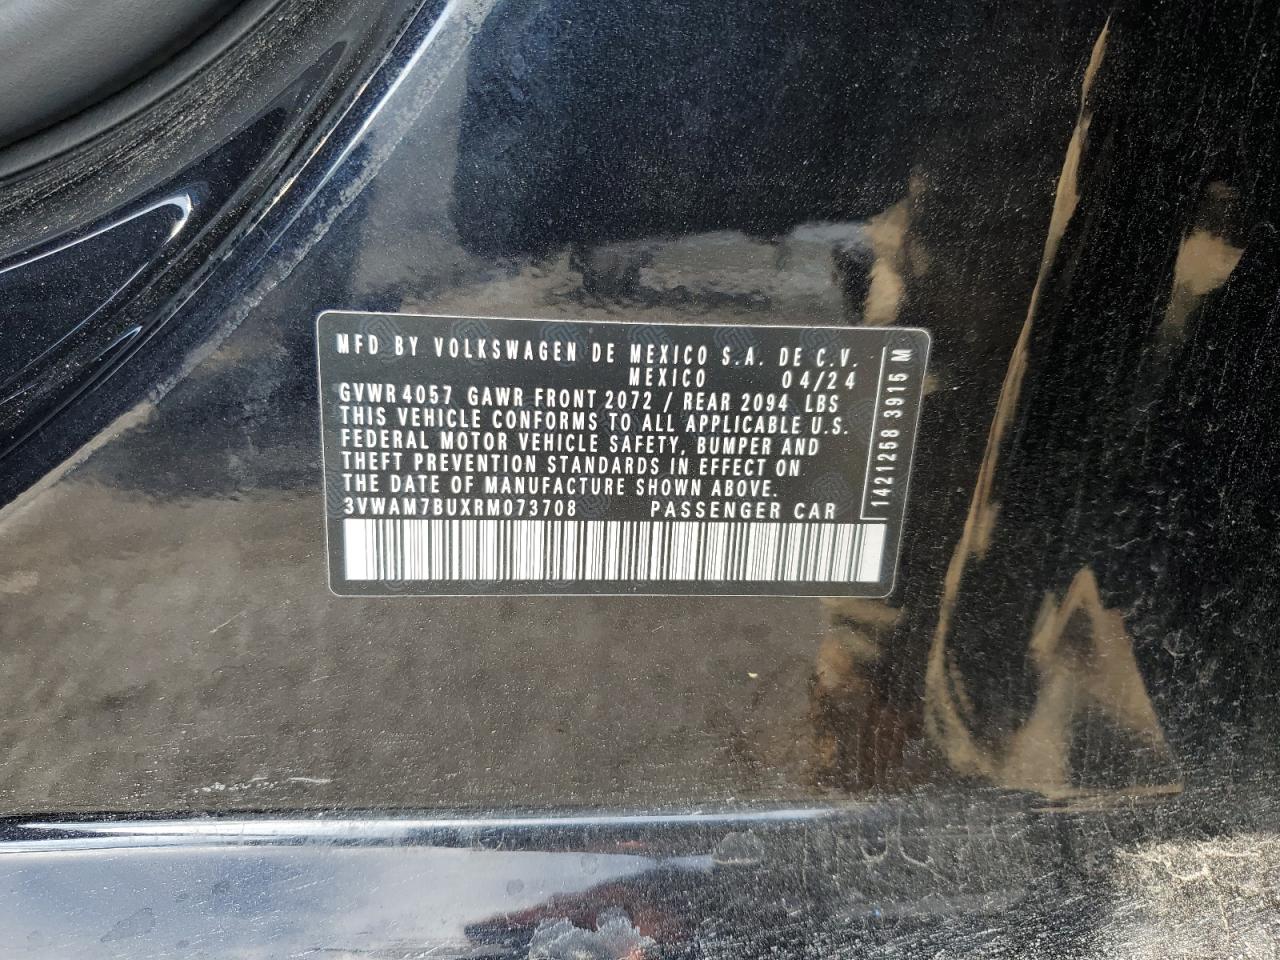 MFD BY VOLKSWAGEN DE MEXICO S.A. DE C.V.
MEXICO 04/24
GVWR 4057 GAWR FRONT 2072 / REAR 2094 LBS
THIS VEHICLE CONFORMS TO ALL APPLICABLE U.S.
FEDERAL MOTOR VEHICLE SAFETY, BUMPER AND
THEFT PREVENTION STANDARDS IN EFFECT ON
THE DATE OF MANUFACTURE SHOWN ABOVE.
3VWAM7BUXRM073708 PASSENGER CAR
1421258 3915 M